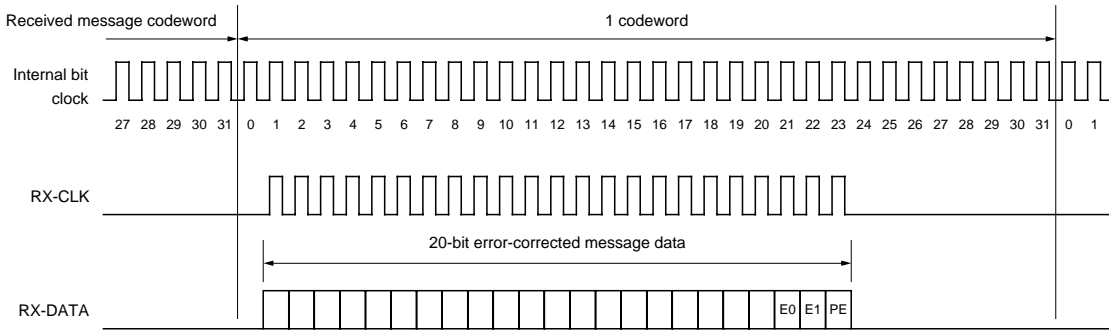 Received message codeword
1 codeword
Internal bit
clock
27 28 29 30 31 0 1 2 3 4 5 6 7 8 9 10 11 12 13 14 15 16 17 18 19 20 21 22 23 24 25 26 27 28 29 30 31 0 1
RX-CLK
20-bit error-corrected message data
RX-DATA
E0 E1 PE